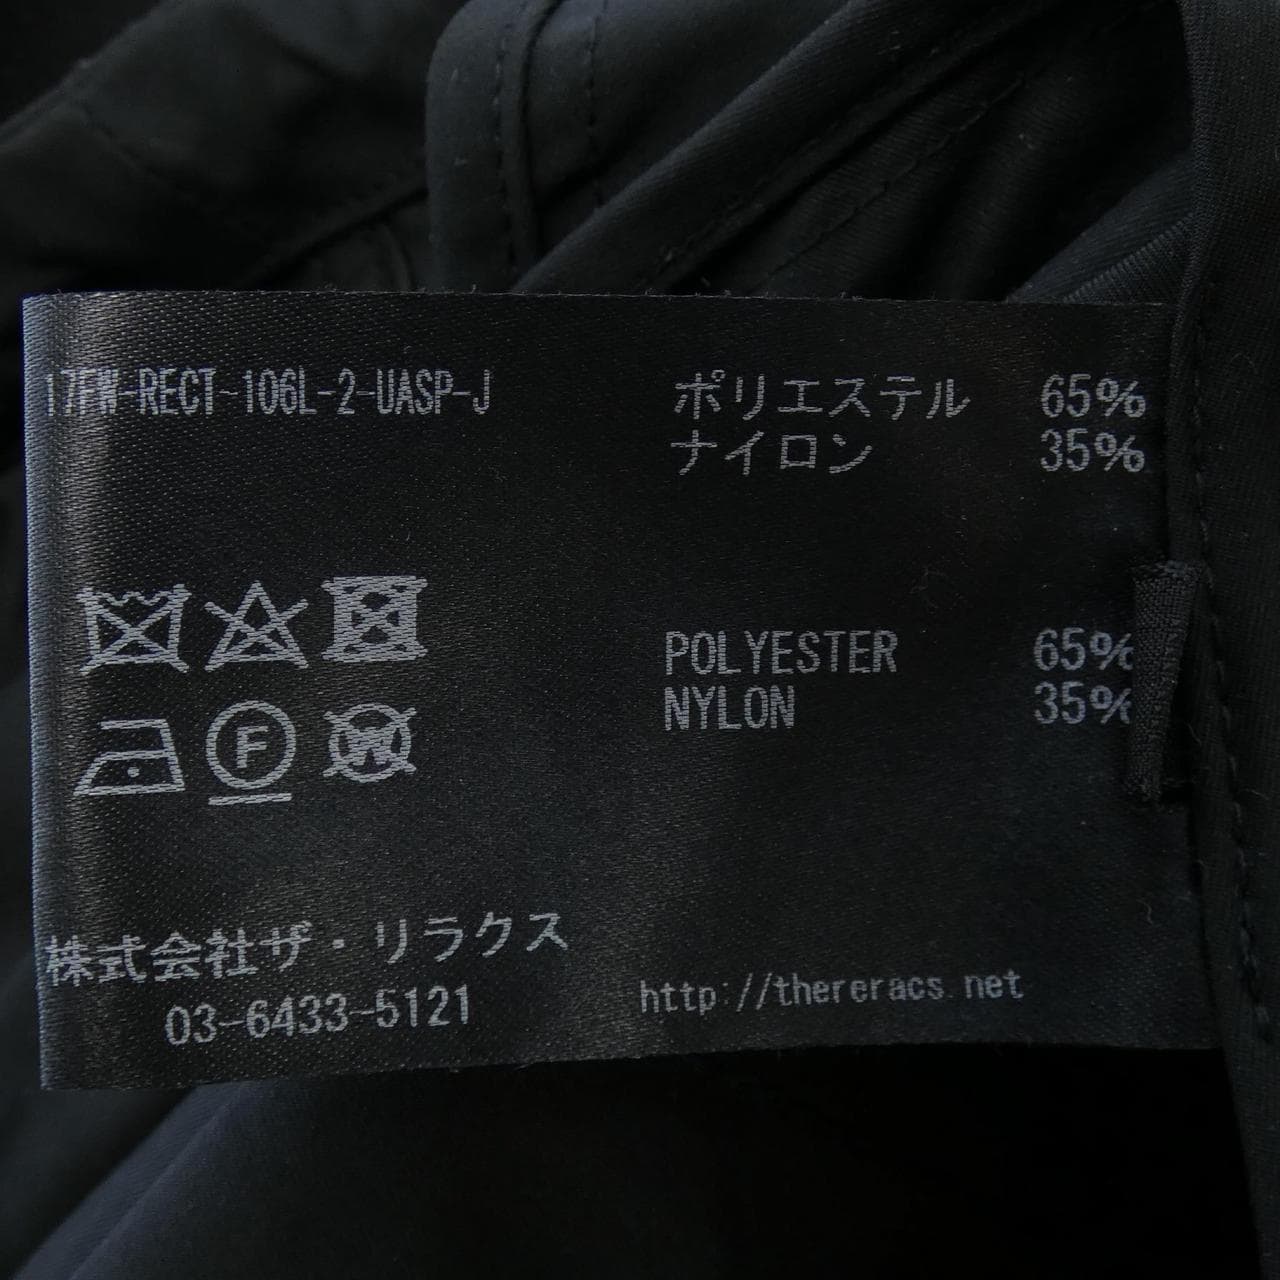 17FW-RECT-106L-2-UASP-J
ポリエステル 65%
ナイロン 35%
POLYESTER 65%
NYLON 35%
F
W
株式会社ザ・リラクス
03-6433-5121
http://thereracs.net